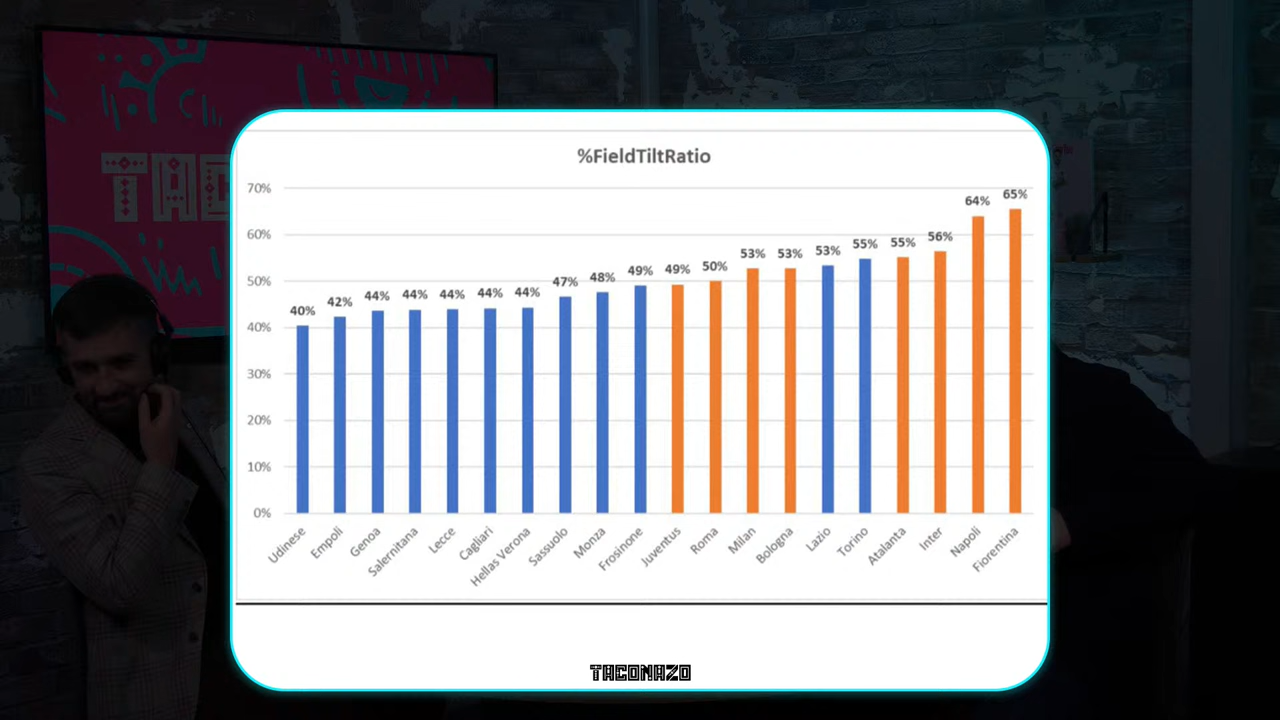 %FieldTiltRatio
70%
60%
50%
40%
30%
20%
10%
0%
40%
42%
44%
44%
44%
44%
44%
47%
48%
49%
49%
50%
53%
53%
53%
55%
55%
56%
64%
65%
Udinese
Empoli
Genoa
Salernitana
Lecce
Cagliari
Hellas Verona
Sassuolo
Monza
Frosinone
Juventus
Roma
Milan
Bologna
Lazio
Torino
Atalanta
Inter
Napoli
Fiorentina
TACONAZO
TAC